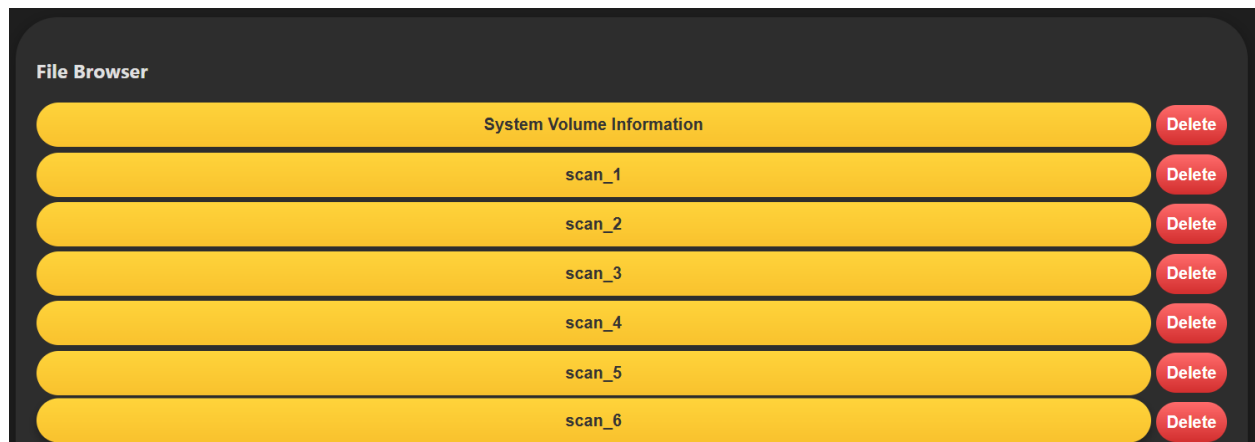 File Browser
System Volume Information Delete
scan_1 Delete
scan_2 Delete
scan_3 Delete
scan_4 Delete
scan_5 Delete
scan_6 Delete